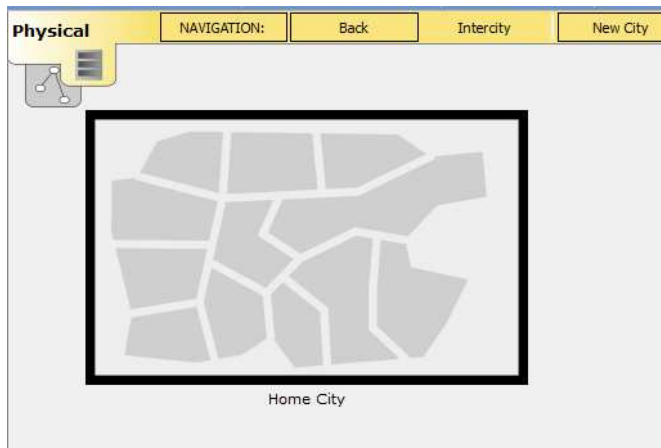 Physical
NAVIGATION:
Back
Intercity
New City
Home City